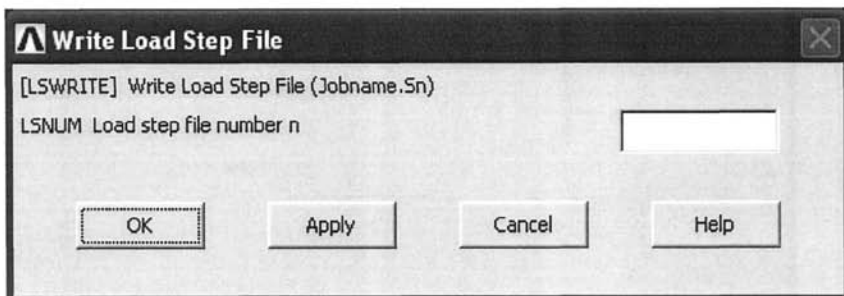 Write Load Step File
[LSWRITE] Write Load Step File (Jobname.Sn)
LSNUM Load step file number n
OK Apply Cancel Help